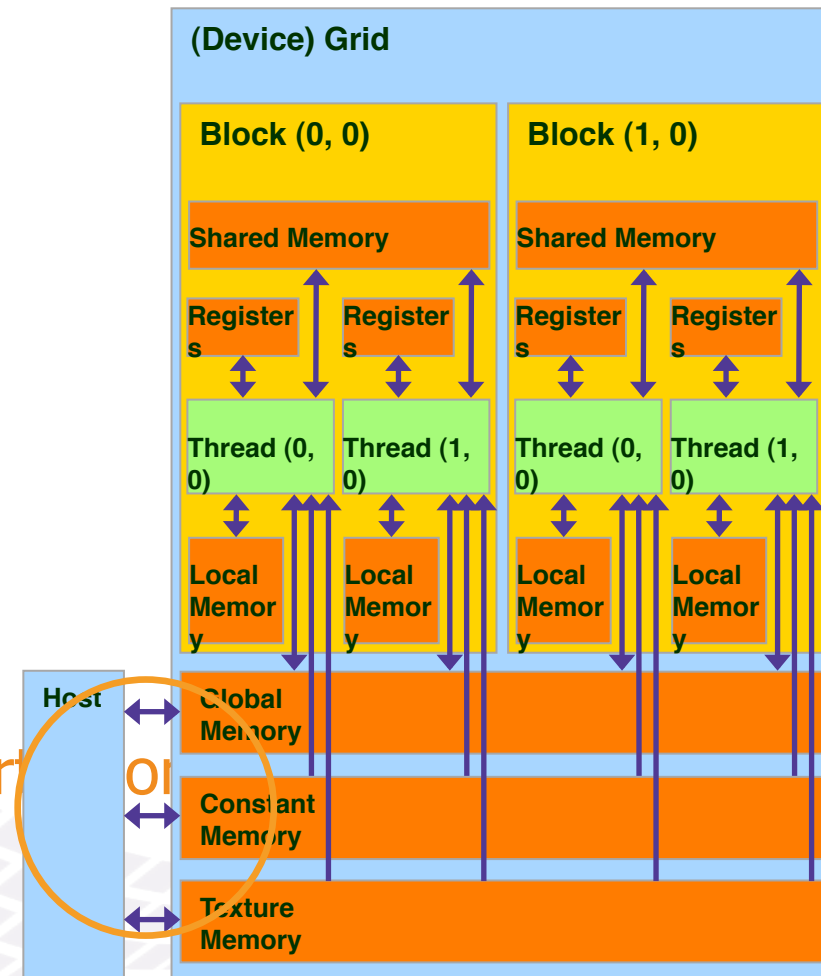 (Device) Grid
Block (0, 0)
Block (1, 0)
Shared Memory
Shared Memory
Register
s
Register
s
Register
s
Register
s
Thread (0,
0)
Thread (1,
0)
Thread (0,
0)
Thread (1,
0)
Local
Memor
y
Local
Memor
y
Local
Memor
y
Local
Memor
y
Host
Global
Memory
Constant
Memory
Texture
Memory